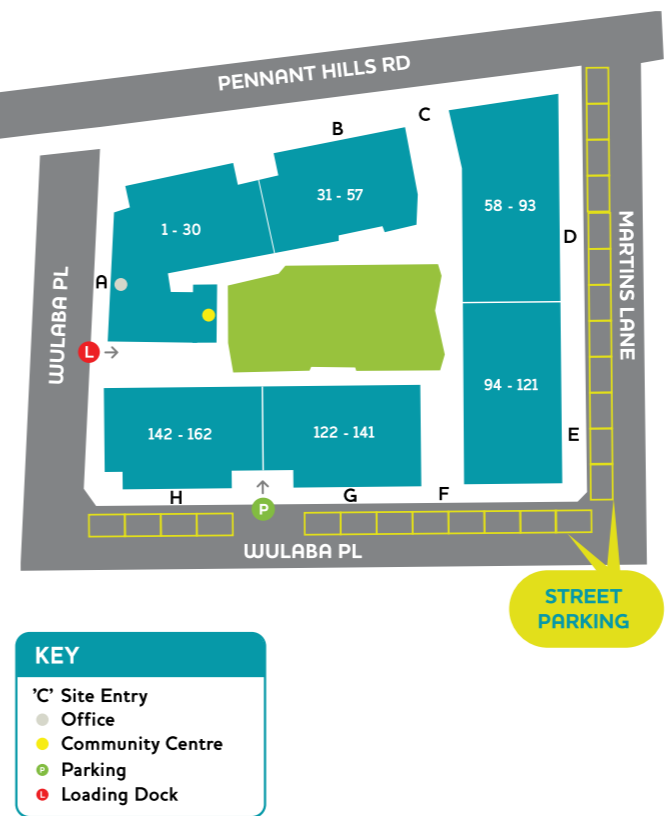 PENNANT HILLS RD
C
B
31 - 57
58 - 93
1 - 30
D
MARTINS LANE
A
WULABA PL
L
94 - 121
142 - 162
122 - 141
E
H
G
F
P
WULABA PL
STREET
PARKING
KEY
'C' Site Entry
Office
Community Centre
P Parking
L Loading Dock